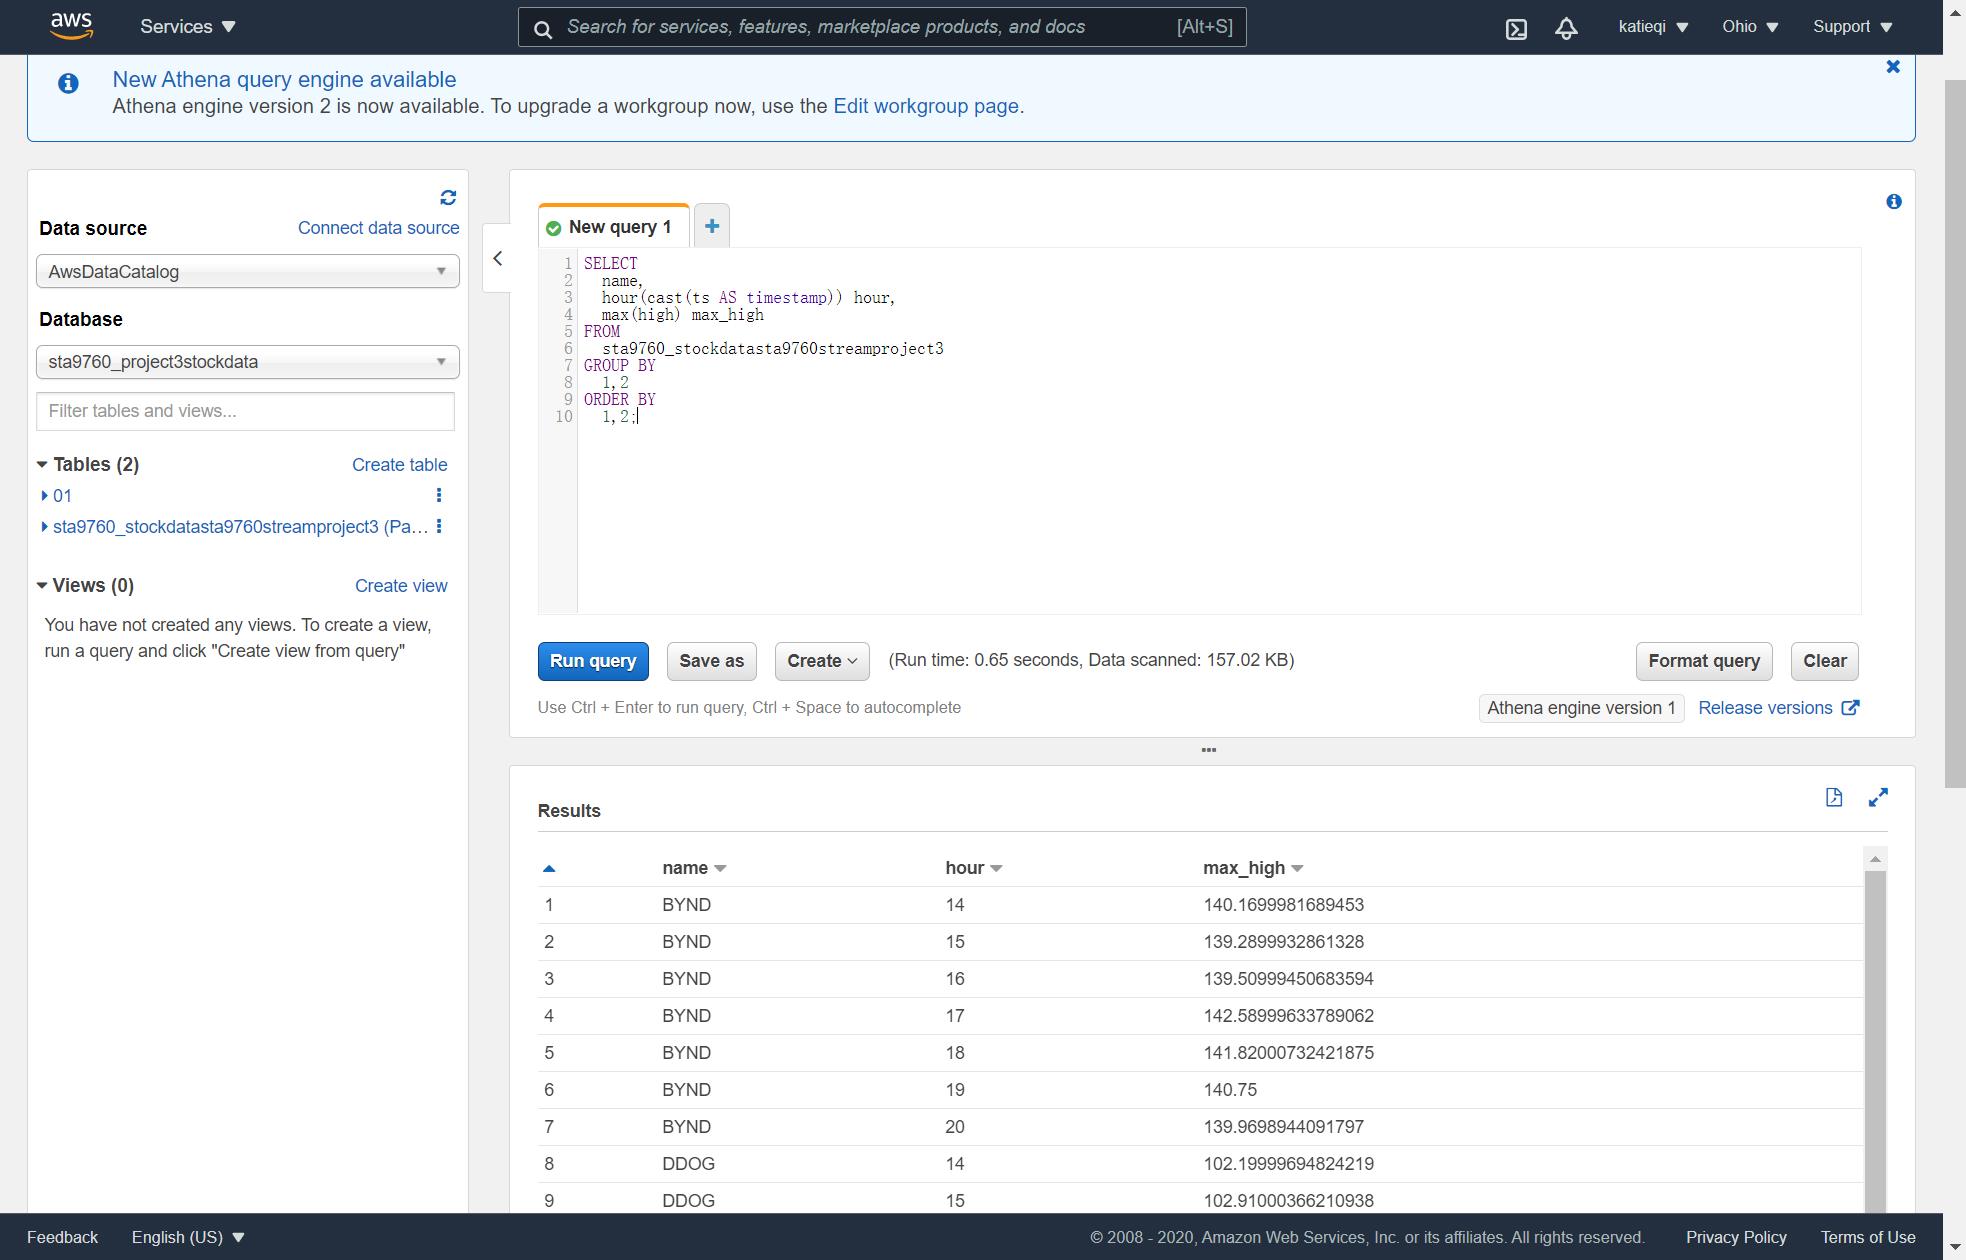 aws
Services
Search for services, features, marketplace products, and docs [Alt+S]
katieqi
Ohio
Support
New Athena query engine available
Athena engine version 2 is now available. To upgrade a workgroup now, use the Edit workgroup page.
Data source Connect data source
AwsDataCatalog
Database
sta9760_project3stockdata
Filter tables and views...
Tables (2) Create table
01
sta9760_stockdatasta9760streamproject3 (Pa...
Views (0) Create view
You have not created any views. To create a view,
run a query and click "Create view from query"
New query 1
1 SELECT
2 name,
3 hour(cast(ts AS timestamp)) hour,
4 max(high) max_high
5 FROM
6 sta9760_stockdatasta9760streamproject3
7 GROUP BY
8 1,2
9 ORDER BY
10 1,2;
Run query Save as Create (Run time: 0.65 seconds, Data scanned: 157.02 KB) Format query Clear
Use Ctrl + Enter to run query, Ctrl + Space to autocomplete Athena engine version 1 Release versions
Results
name hour max_high
1 BYND 14 140.1699981689453
2 BYND 15 139.2899932861328
3 BYND 16 139.50999450683594
4 BYND 17 142.58999633789062
5 BYND 18 141.82000732421875
6 BYND 19 140.75
7 BYND 20 139.9698944091797
8 DDOG 14 102.19999694824219
9 DDOG 15 102.91000366210938
Feedback English (US) © 2008 - 2020, Amazon Web Services, Inc. or its affiliates. All rights reserved. Privacy Policy Terms of Use